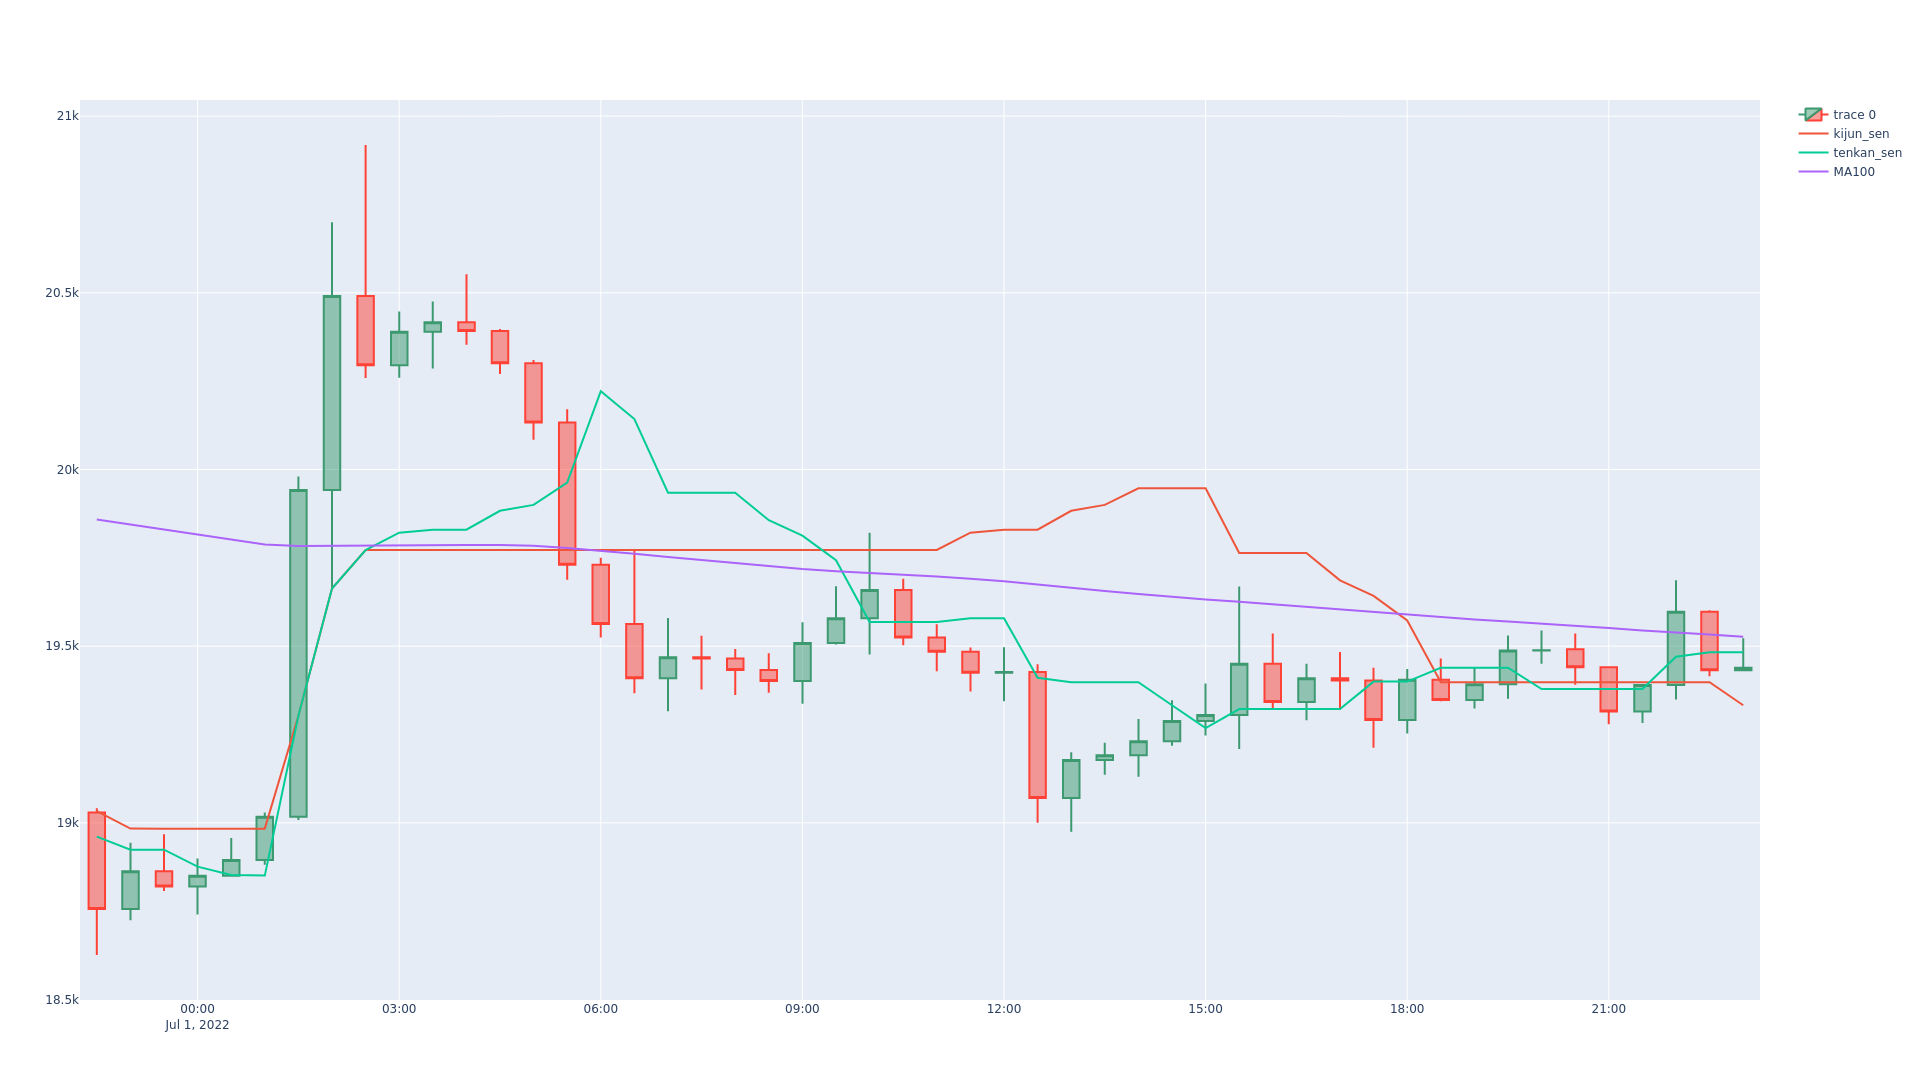 21k
20.5k
20k
19.5k
19k
18.5k
00:00
Jul 1, 2022
03:00
06:00
09:00
12:00
15:00
18:00
21:00
trace 0
kijun_sen
tenkan_sen
MA100